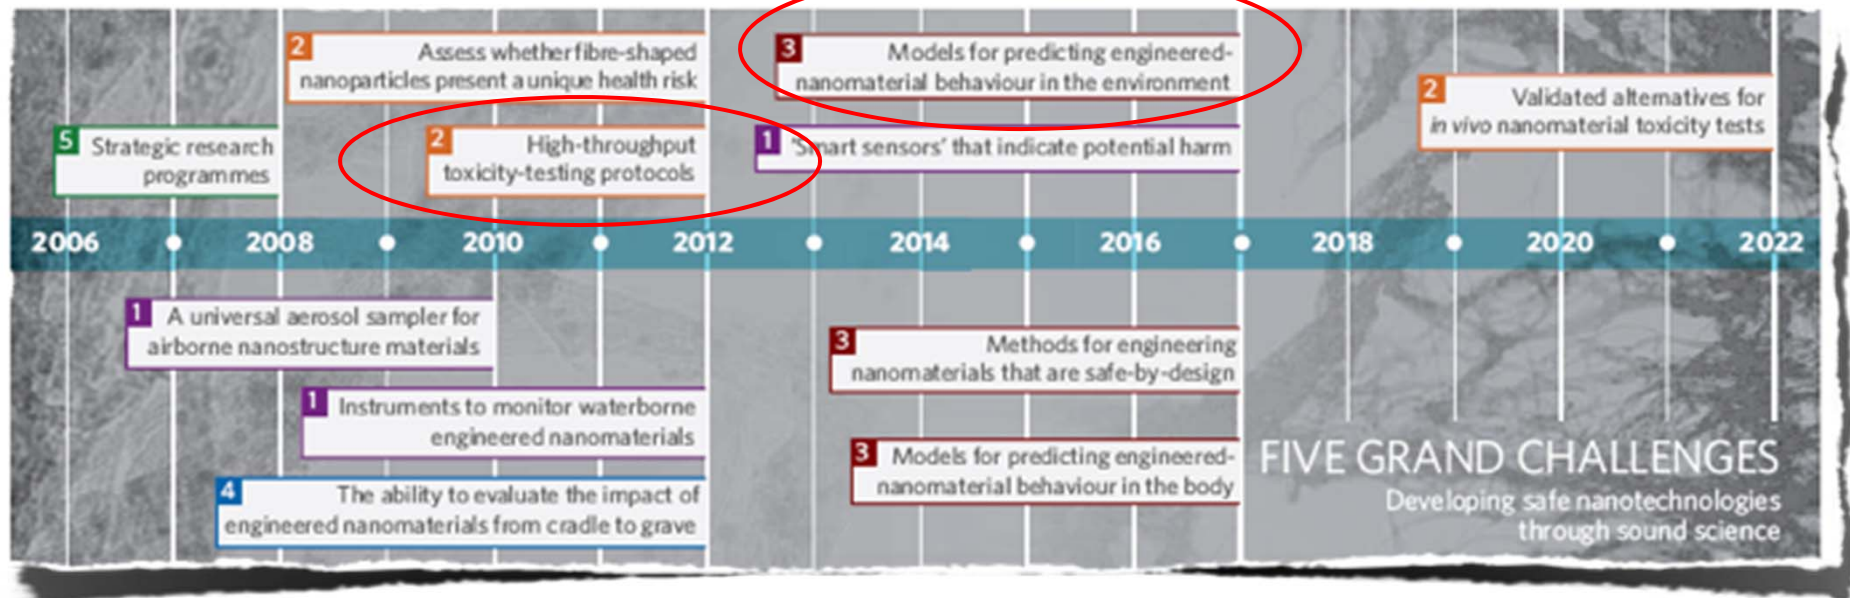 2
Assess whether fibre-shaped
nanoparticles present a unique health risk
3
Models for predicting engineered-
nanomaterial behaviour in the environment
2
Validated alternatives for
in vivo nanomaterial toxicity tests
5
Strategic research
programmes
2
High-throughput
toxicity-testing protocols
1
'Smart sensors' that indicate potential harm
2006 2008 2010 2012 2014 2016 2018 2020 2022
1
A universal aerosol sampler for
airborne nanostructure materials
3
Methods for engineering
nanomaterials that are safe-by-design
1
Instruments to monitor waterborne
engineered nanomaterials
3
Models for predicting engineered-
nanomaterial behaviour in the body
4
The ability to evaluate the impact of
engineered nanomaterials from cradle to grave
FIVE GRAND CHALLENGES
Developing safe nanotechnologies
through sound science